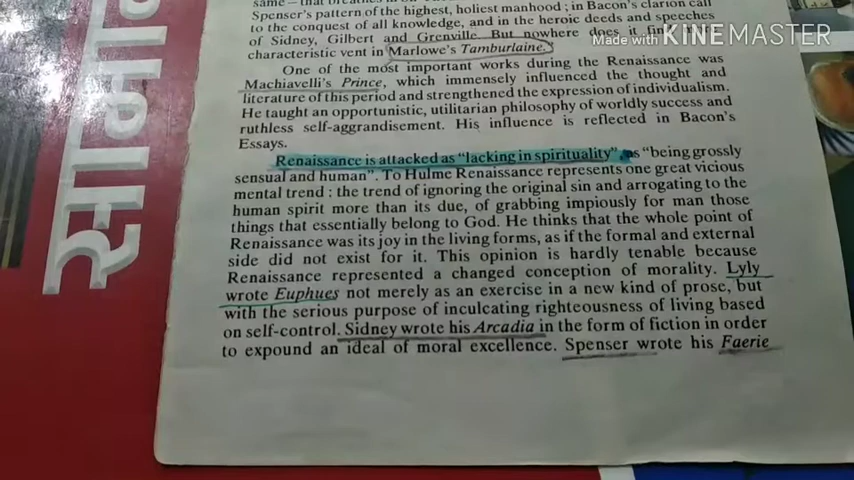 same — that
Spenser's pattern of the highest, holiest manhood ; in Bacon's clarion call
to the conquest of all knowledge, and in the heroic deeds and speeches
of Sidney, Gilbert and Grenville. But nowhere does it
characteristic vent in Marlowe's Tamburlaine.
Made with KINEMASTER
One of the most important works during the Renaissance was
Machiavelli's Prince, which immensely influenced the thought and
literature of this period and strengthened the expression of individualism.
He taught an opportunistic, utilitarian philosophy of worldly success and
ruthless self-aggrandisement. His influence is reflected in Bacon's
Essays.
Renaissance is attacked as "lacking in spirituality" as "being grossly
sensual and human". To Hulme Renaissance represents one great vicious
mental trend : the trend of ignoring the original sin and arrogating to the
human spirit more than its due, of grabbing impiously for man those
things that essentially belong to God. He thinks that the whole point of
Renaissance was its joy in the living forms, as if the formal and external
side did not exist for it. This opinion is hardly tenable because
Renaissance represented a changed conception of morality. Lyly
wrote Euphues not merely as an exercise in a new kind of prose, but
with the serious purpose of inculcating righteousness of living based
on self-control. Sidney wrote his Arcadia in the form of fiction in order
to expound an ideal of moral excellence. Spenser wrote his Faerie